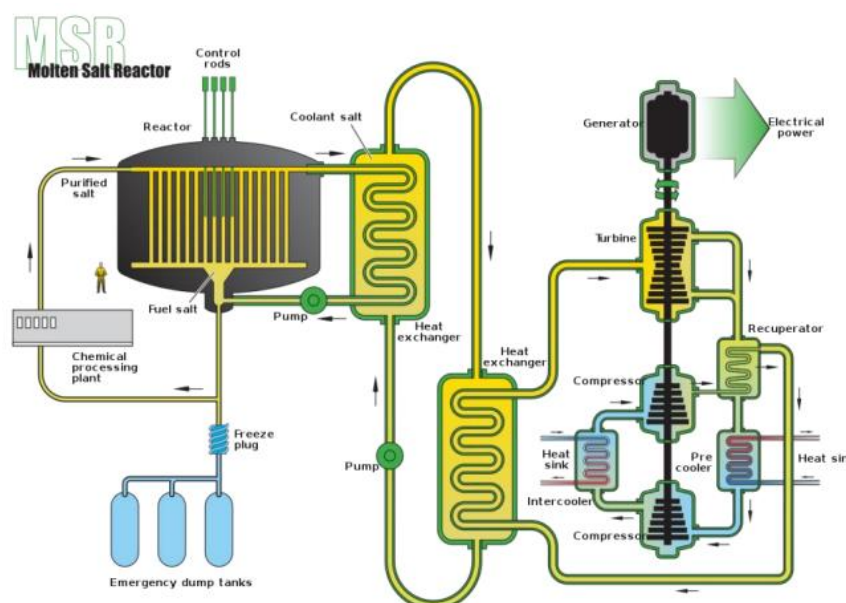 MSR
Molten Salt Reactor
Control
rods
Reactor
Coolant salt
Purified
salt
Fuel salt
Pump
Heat
exchanger
Chemical
processing
plant
Freeze
plug
Emergency dump tanks
Pump
Heat
exchanger
Generator
Electrical
power
Turbine
Recuperator
Compressor
Heat
sink
Intercooler
Pre
cooler
Heat sin
Compressor